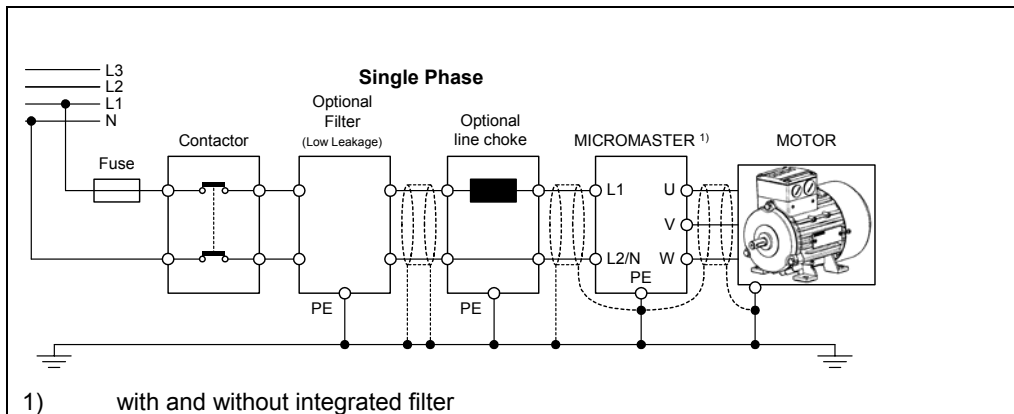 L3
L2
L1
N
Single Phase
Fuse
Contactor
Optional
Filter
(Low Leakage)
Optional
line choke
MICROMASTER 1)
MOTOR
L1
U
V
L2/N
W
PE
PE
PE
1) with and without integrated filter